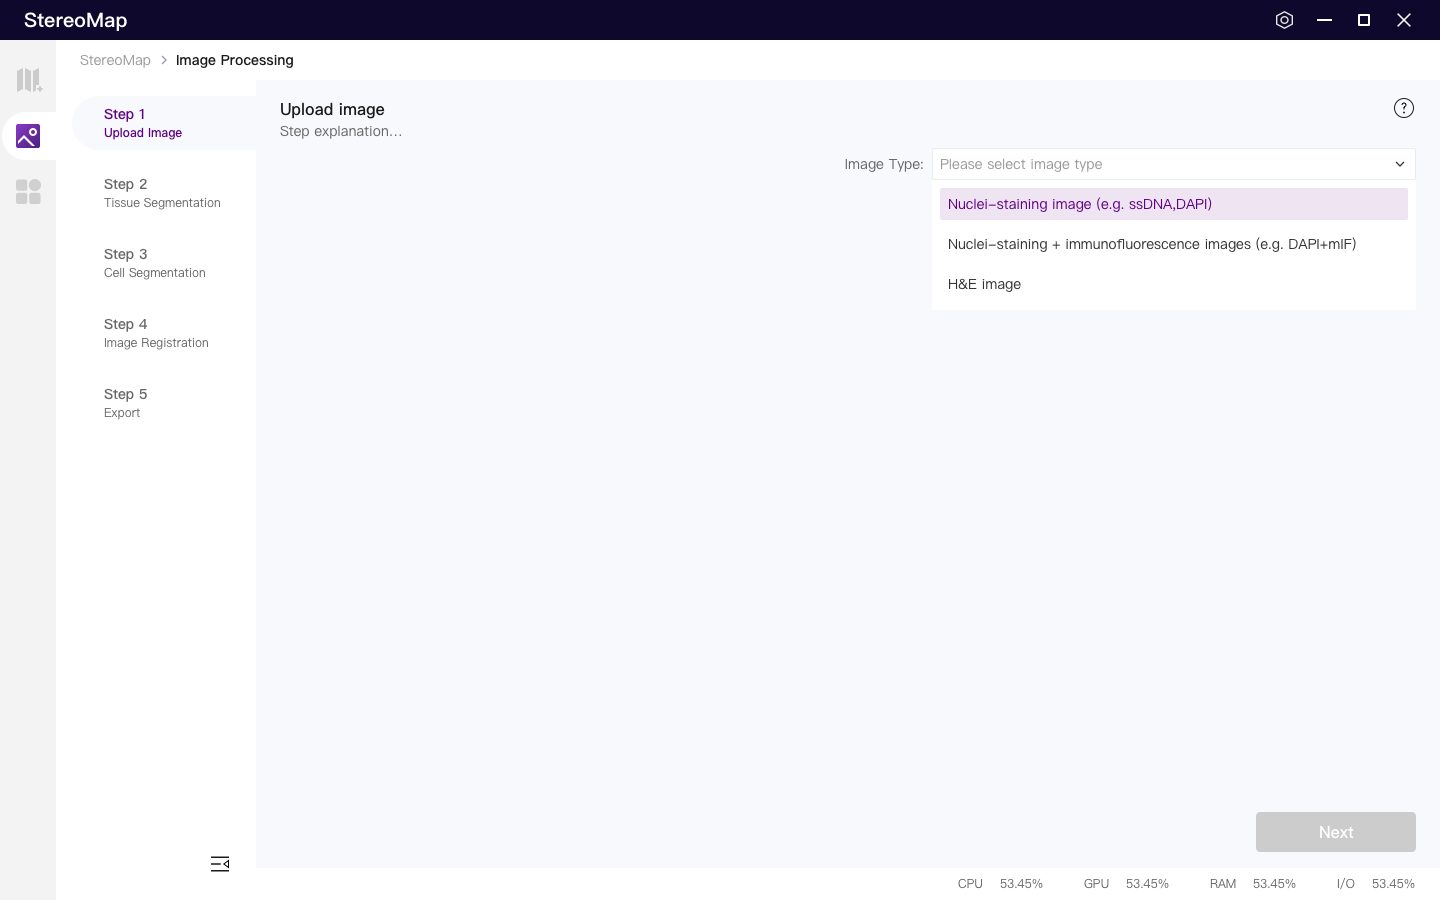 StereoMap
StereoMap > Image Processing
Step 1
Upload Image
Step 2
Tissue Segmentation
Step 3
Cell Segmentation
Step 4
Image Registration
Step 5
Export
Upload image
Step explanation...
?
Image Type: Please select image type
Nuclei-staining image (e.g. ssDNA,DAPI)
Nuclei-staining + immunofluorescence images (e.g. DAPI+mIF)
H&E image
Next
CPU 53.45% GPU 53.45% RAM 53.45% I/O 53.45%